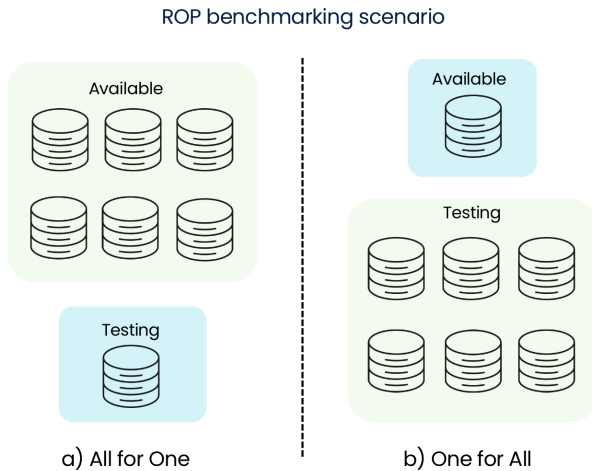 ROP benchmarking scenario
Available
Testing
a) All for One
Available
Testing
b) One for All